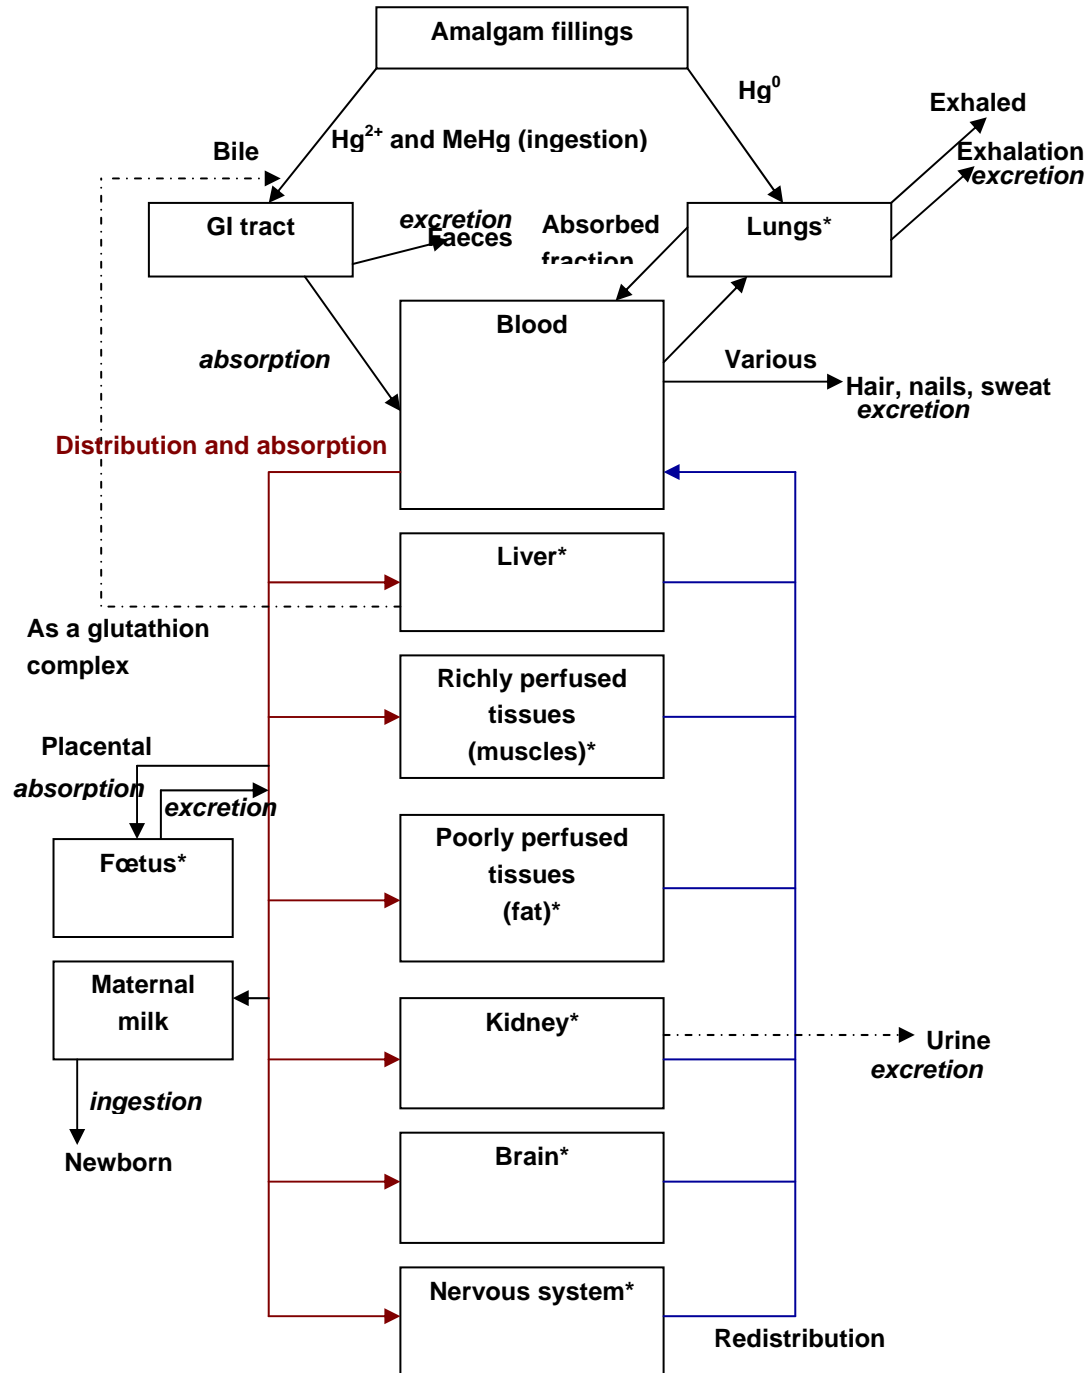 Amalgam fillings
Hg⁰
Exhaled
Hg²⁺ and MeHg (ingestion)
Bile
Exhalation
excretion
GI tract
excretion
Faeces
Absorbed
fraction
Lungs*
Blood
absorption
Various
Hair, nails, sweat
excretion
Distribution and absorption
Liver*
As a glutathion
complex
Richly perfused
tissues
(muscles)*
Placental
absorption
excretion
Fœtus*
Poorly perfused
tissues
(fat)*
Maternal
milk
Kidney*
Urine
excretion
ingestion
Newborn
Brain*
Nervous system*
Redistribution